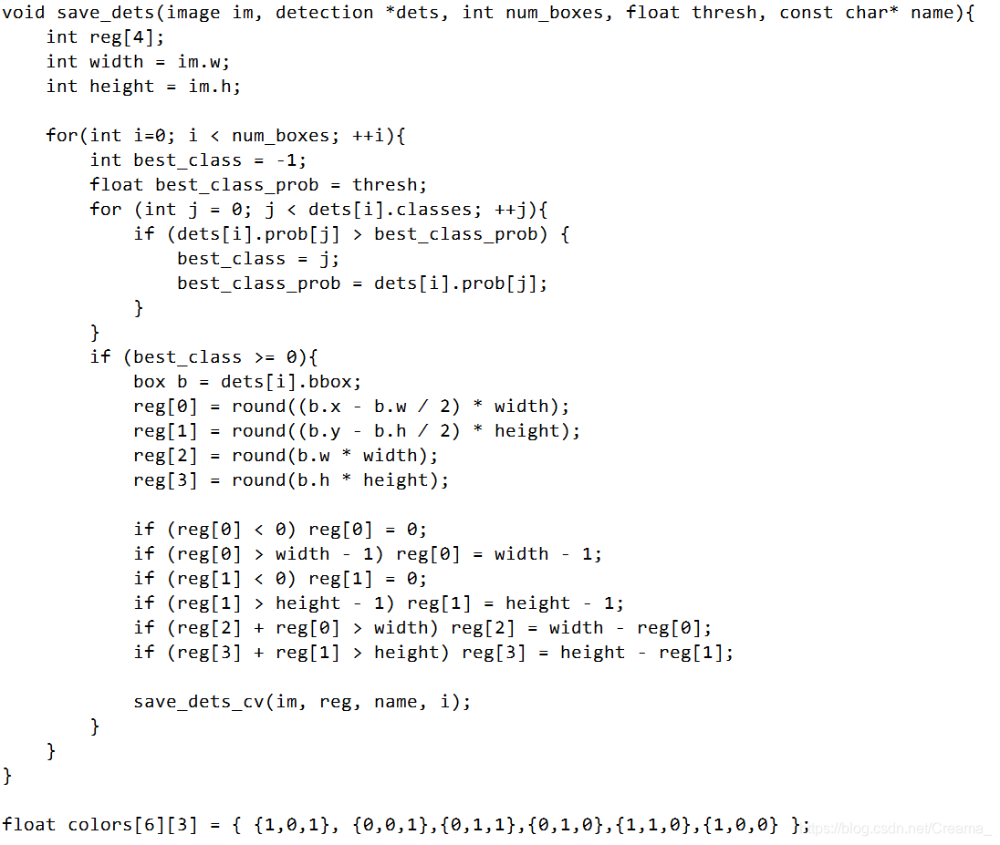 void save_dets(image im, detection *dets, int num_boxes, float thresh, const char* name){
    int reg[4];
    int width = im.w;
    int height = im.h;

    for(int i=0; i < num_boxes; ++i){
        int best_class = -1;
        float best_class_prob = thresh;
        for (int j = 0; j < dets[i].classes; ++j){
            if (dets[i].prob[j] > best_class_prob) {
                best_class = j;
                best_class_prob = dets[i].prob[j];
            }
        }
        if (best_class >= 0){
            box b = dets[i].bbox;
            reg[0] = round((b.x - b.w / 2) * width);
            reg[1] = round((b.y - b.h / 2) * height);
            reg[2] = round(b.w * width);
            reg[3] = round(b.h * height);

            if (reg[0] < 0) reg[0] = 0;
            if (reg[0] > width - 1) reg[0] = width - 1;
            if (reg[1] < 0) reg[1] = 0;
            if (reg[1] > height - 1) reg[1] = height - 1;
            if (reg[2] + reg[0] > width) reg[2] = width - reg[0];
            if (reg[3] + reg[1] > height) reg[3] = height - reg[1];

            save_dets_cv(im, reg, name, i);
        }
    }
}

float colors[6][3] = { {1,0,1}, {0,0,1},{0,1,1},{0,1,0},{1,1,0},{1,0,0} };
https://blog.csdn.net/Creama_